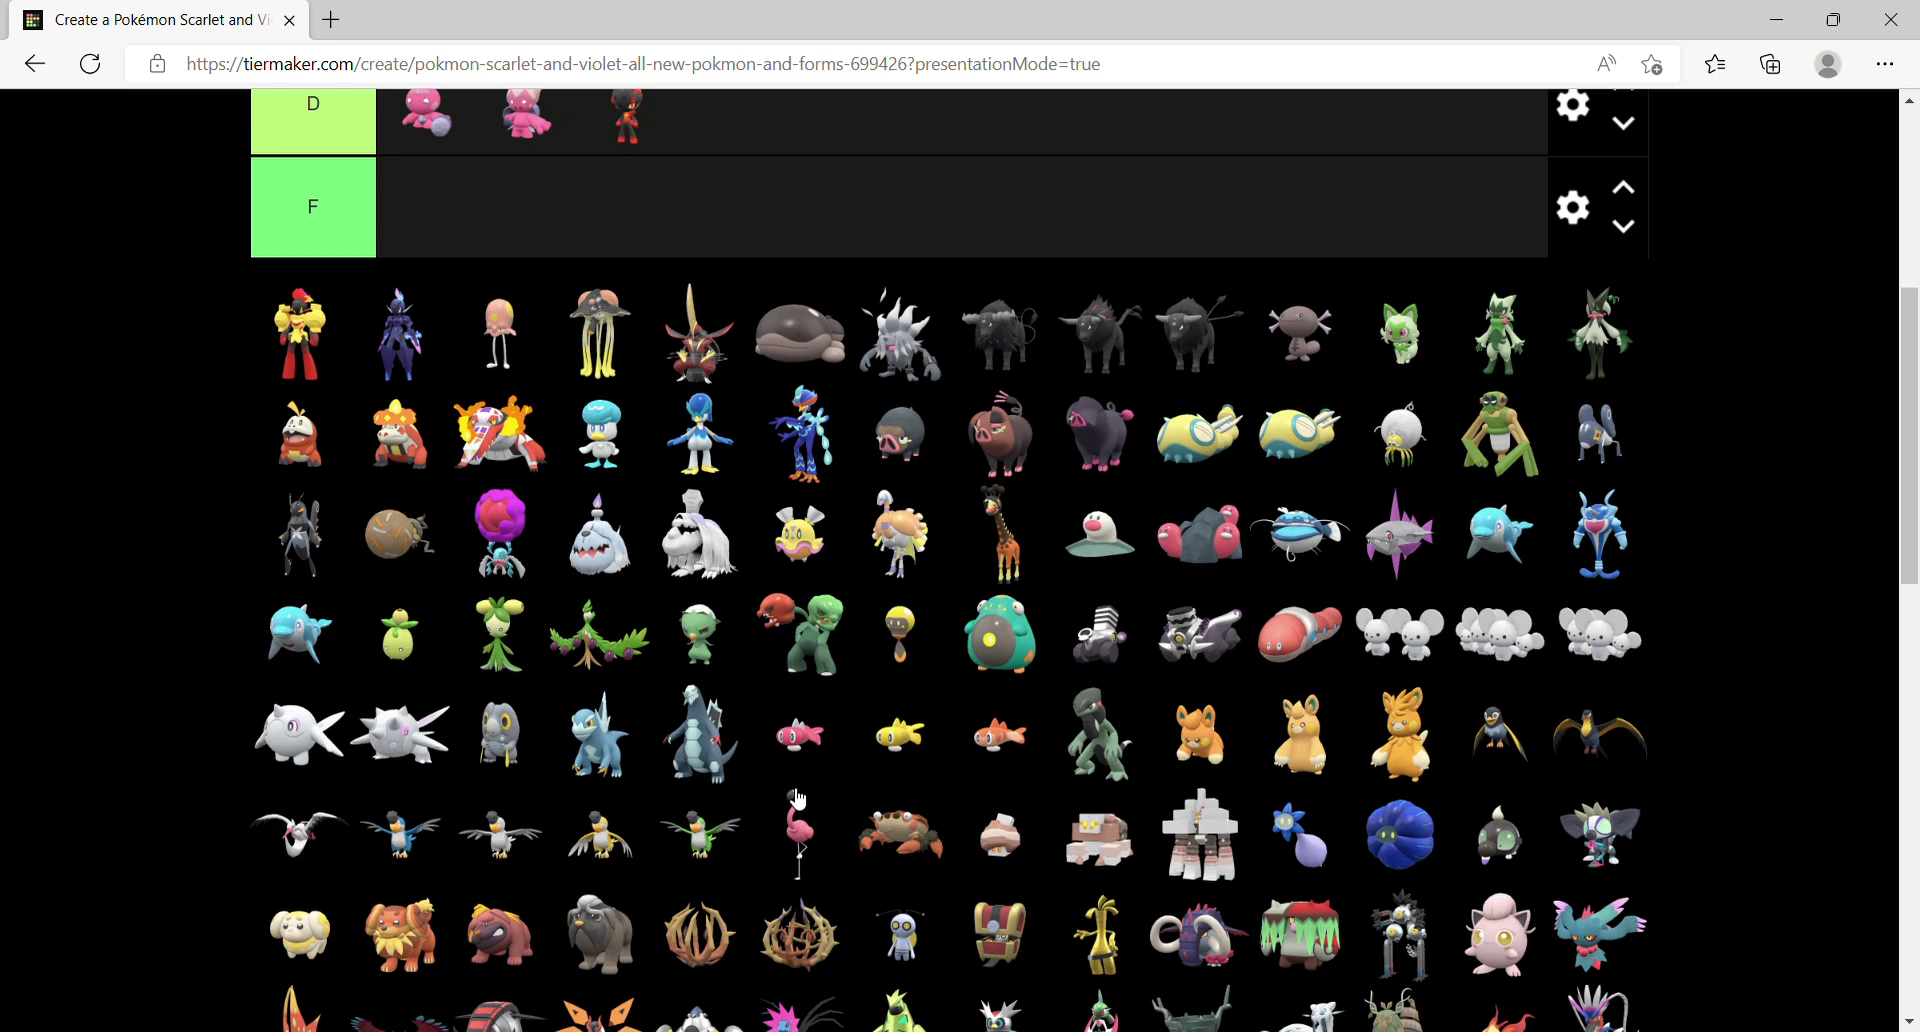 Create a Pokémon Scarlet and Vi
https://tiermaker.com/create/pokmon-scarlet-and-violet-all-new-pokmon-and-forms-699426?presentationMode=true
D
F